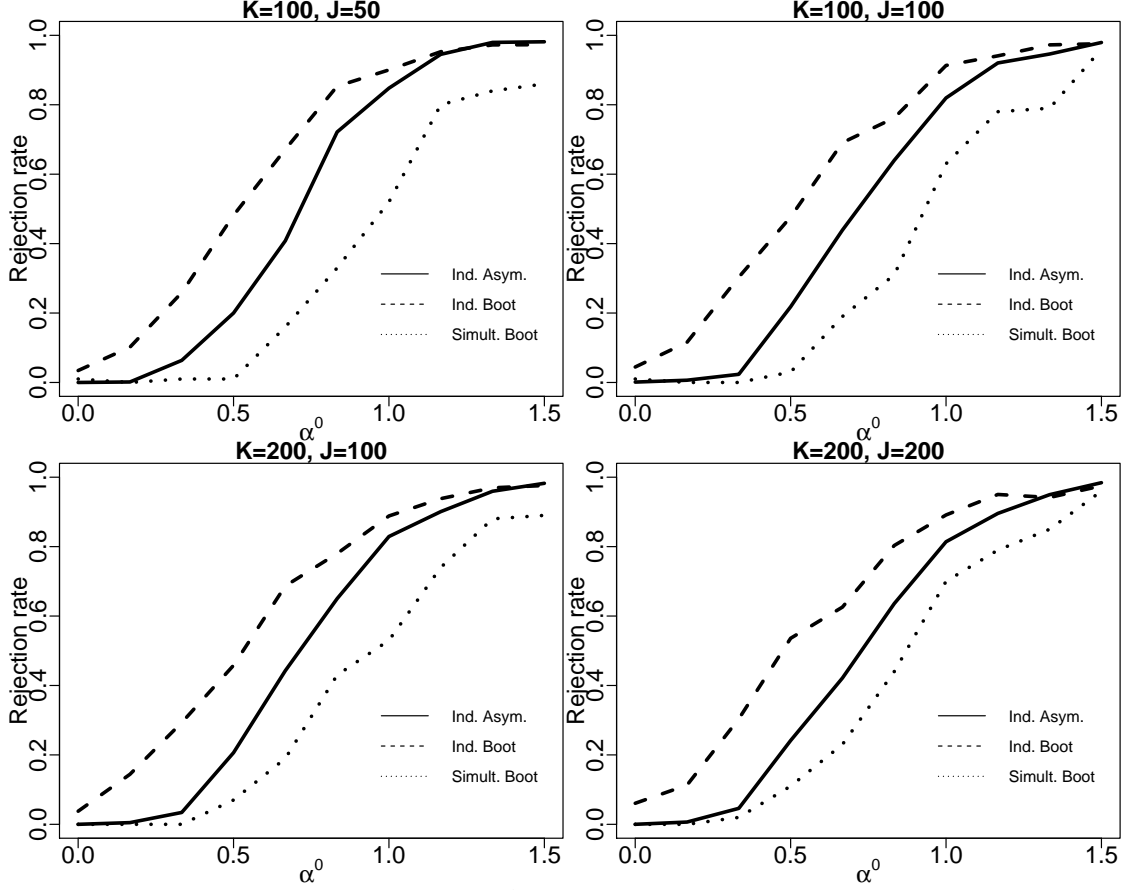 K=100, J=50
Rejection rate
0.0 0.2 0.4 0.6 0.8 1.0
Ind. Asym.
Ind. Boot
Simult. Boot
0.0 0.5 1.0 1.5
α⁰
K=100, J=100
Rejection rate
0.0 0.2 0.4 0.6 0.8 1.0
Ind. Asym.
Ind. Boot
Simult. Boot
0.0 0.5 1.0 1.5
α⁰
K=200, J=100
Rejection rate
0.0 0.2 0.4 0.6 0.8 1.0
Ind. Asym.
Ind. Boot
Simult. Boot
0.0 0.5 1.0 1.5
α⁰
K=200, J=200
Rejection rate
0.0 0.2 0.4 0.6 0.8 1.0
Ind. Asym.
Ind. Boot
Simult. Boot
0.0 0.5 1.0 1.5
α⁰